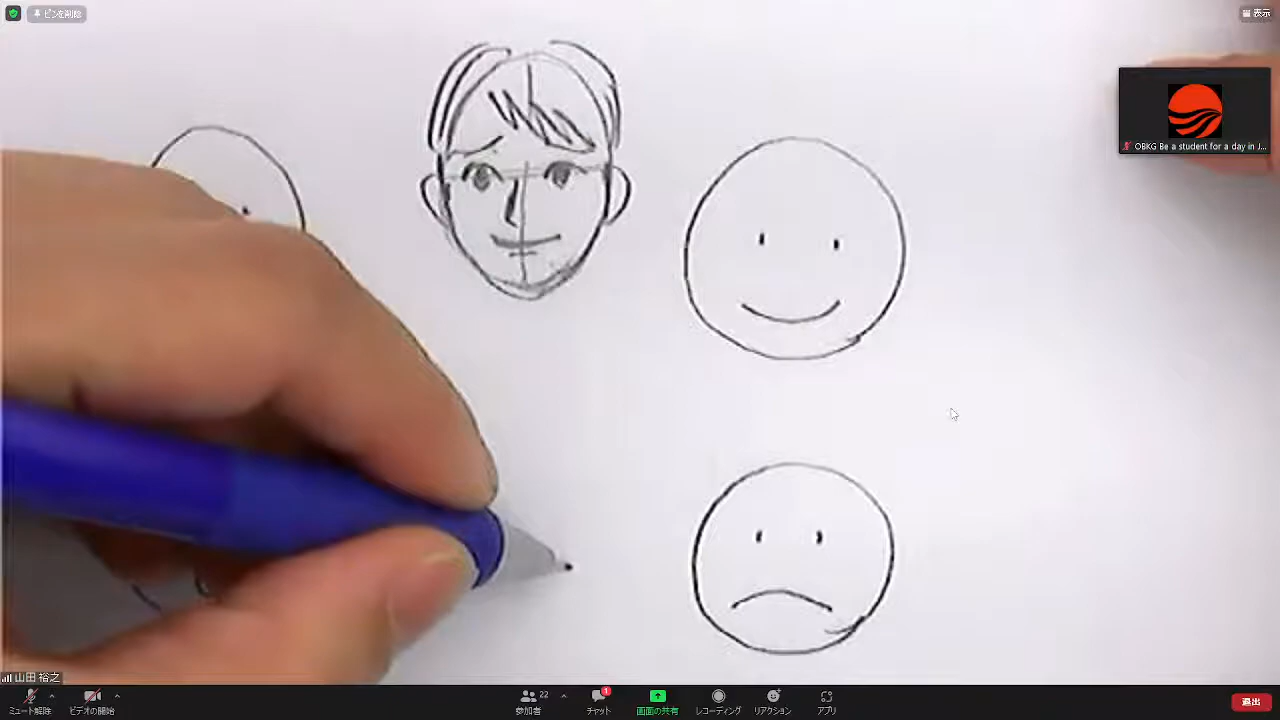 ピンを削除
表示
OBKG Be a student for a day in J...
山田 裕之
ミュート解除
ビデオの開始
22
参加者
1
チャット
画面の共有
レコーディング
リアクション
アプリ
退出